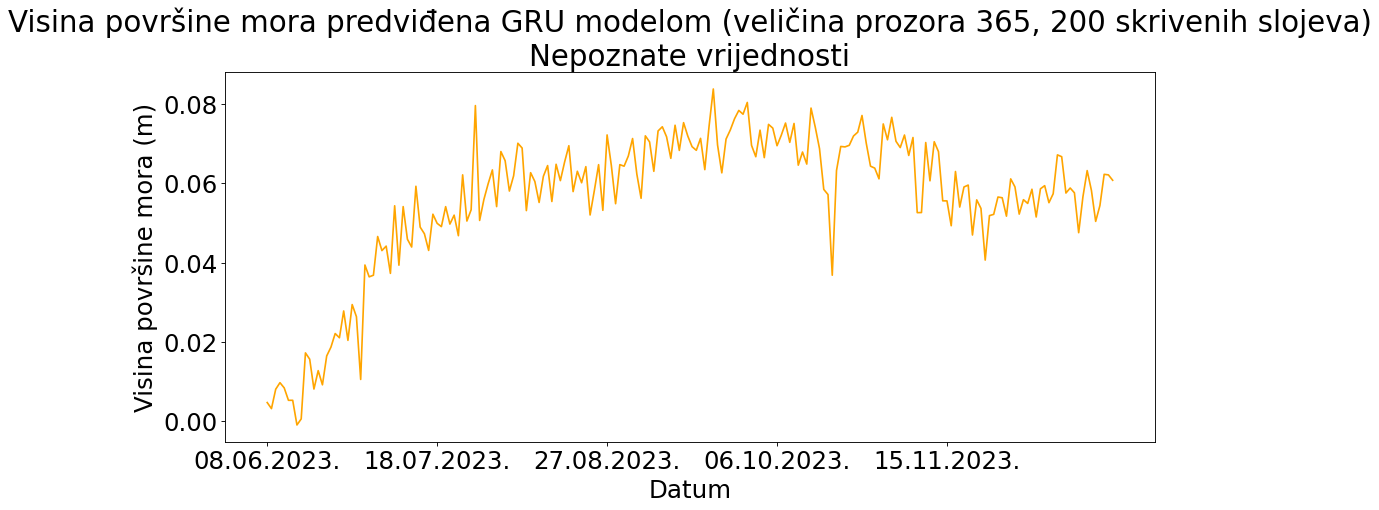 Visina površine mora predviđena GRU modelom (veličina prozora 365, 200 skrivenih slojeva)
Nepoznate vrijednosti
Visina površine mora (m)
0.08
0.06
0.04
0.02
0.00
08.06.2023. 18.07.2023. 27.08.2023. 06.10.2023. 15.11.2023.
Datum